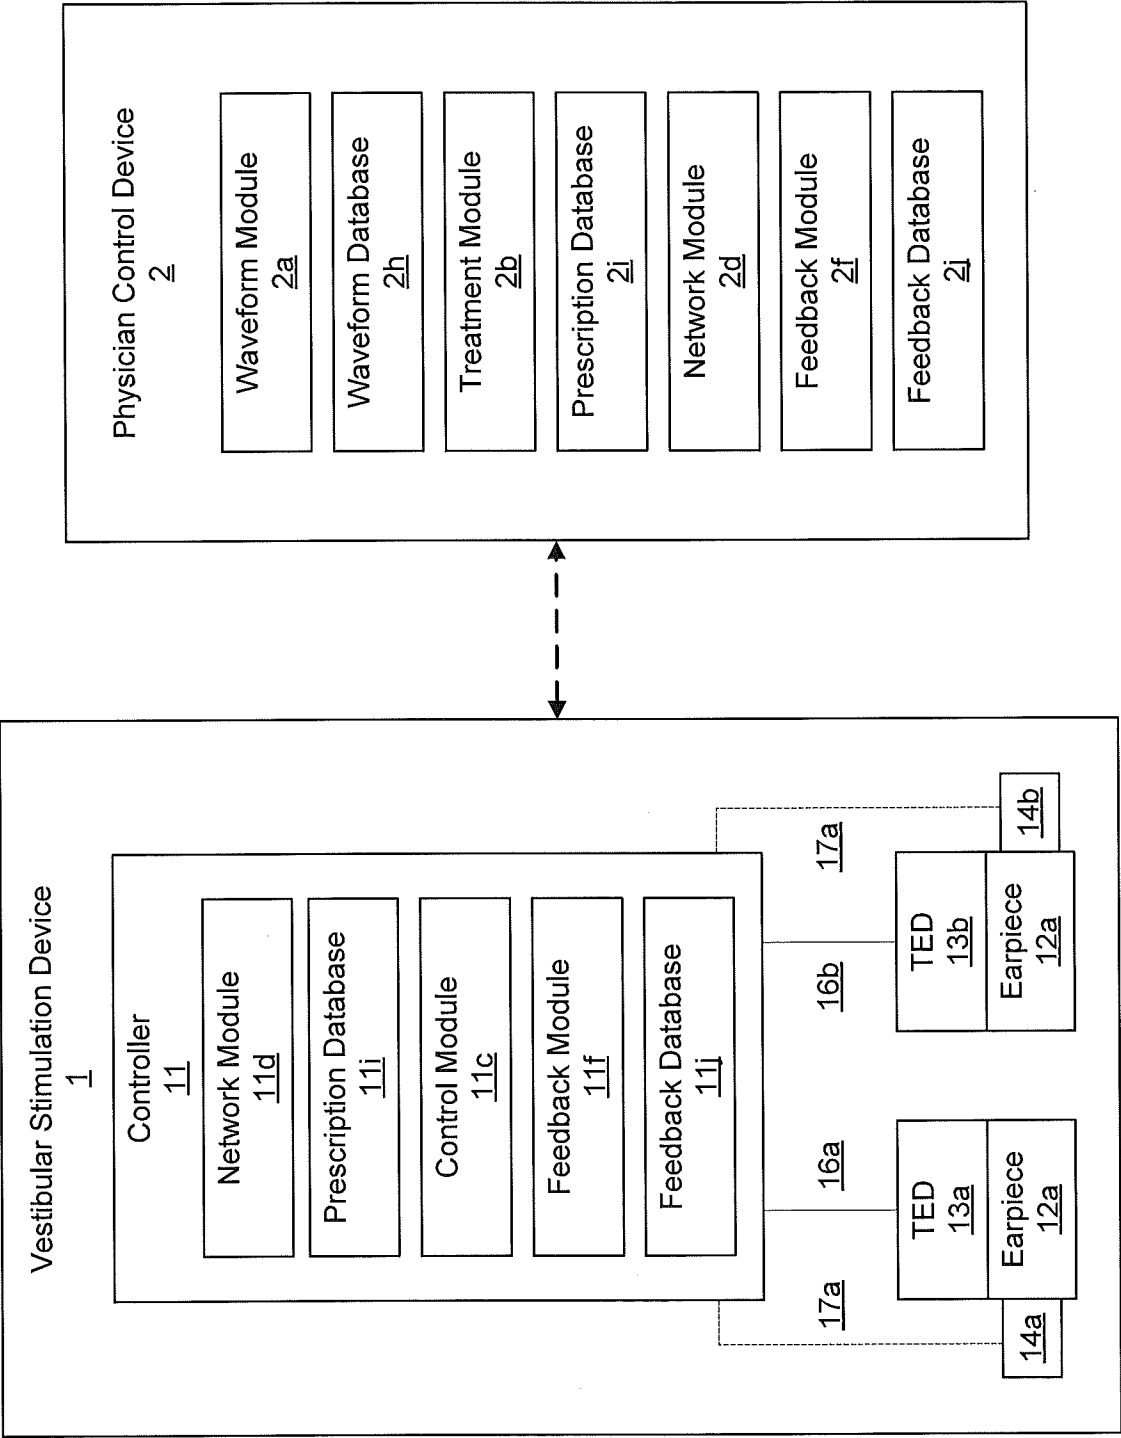 Vestibular Stimulation Device
1
Controller
11
Network Module
11d
Prescription Database
11i
Control Module
11c
Feedback Module
11f
Feedback Database
11j
17a
16a
16b
17a
14a
TED
13a
Earpiece
12a
TED
13b
Earpiece
12a
14b
Physician Control Device
2
Waveform Module
2a
Waveform Database
2h
Treatment Module
2b
Prescription Database
2i
Network Module
2d
Feedback Module
2f
Feedback Database
2j